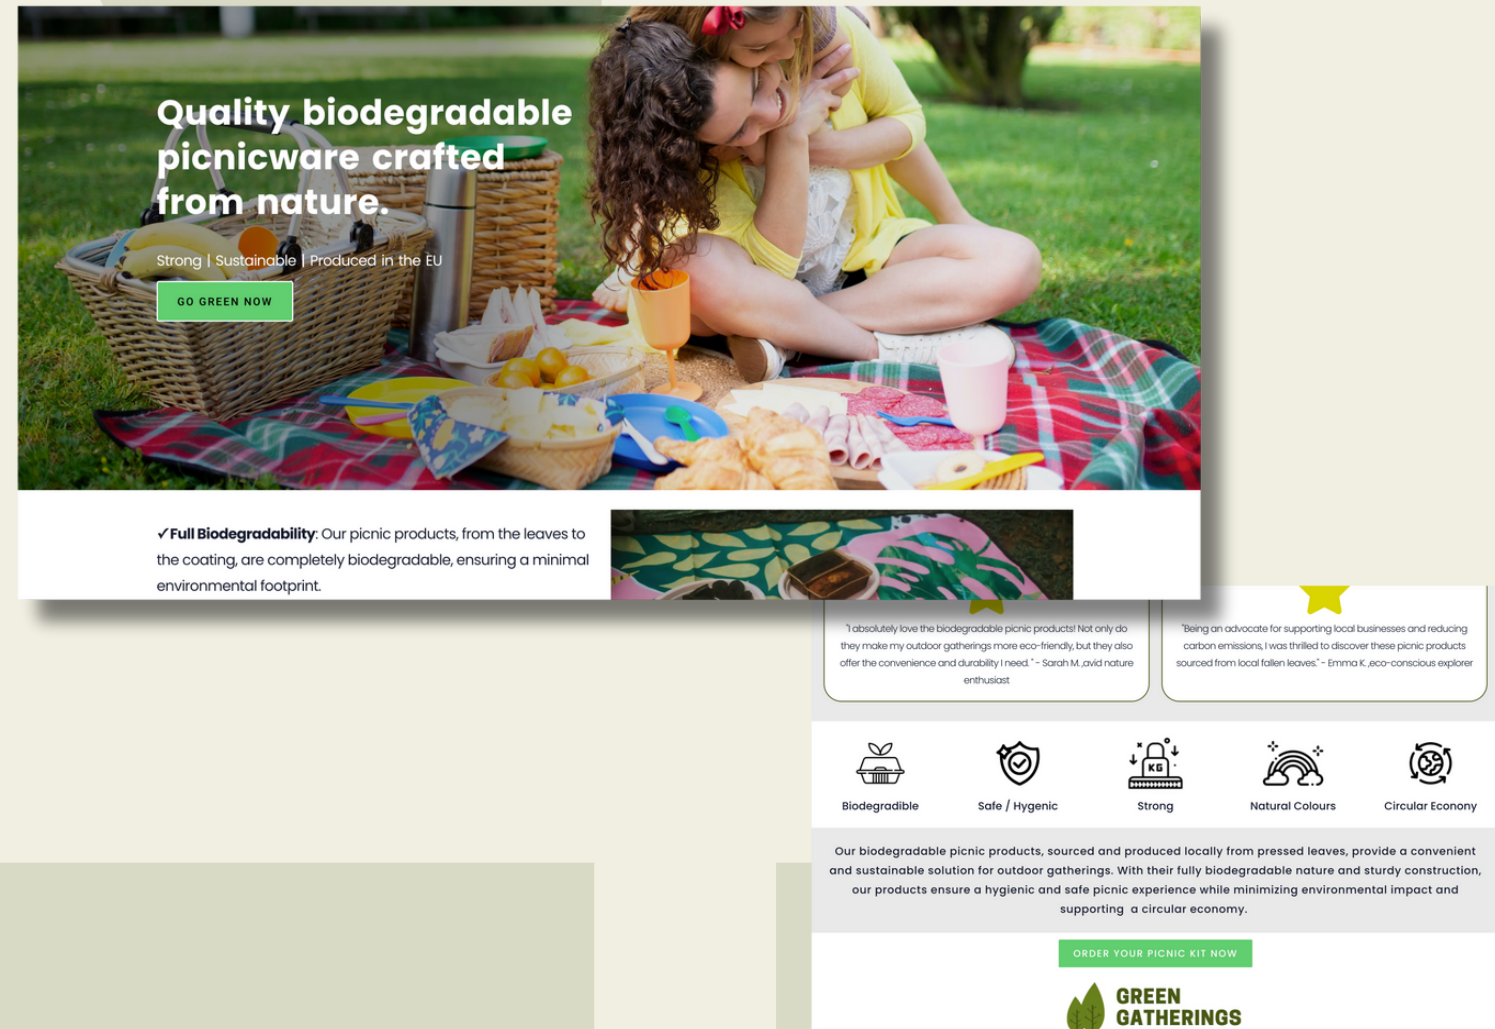 Quality biodegradable
picnicware crafted
from nature.
Strong | Sustainable | Produced in the EU
GO GREEN NOW
✓Full Biodegradability: Our picnic products, from the leaves to
the coating, are completely biodegradable, ensuring a minimal
environmental footprint.
"I absolutely love the biodegradable picnic products! Not only do
they make my outdoor gatherings more eco-friendly, but they also
offer the convenience and durability I need. " - Sarah M. ,avid nature
enthusiast
"Being an advocate for supporting local businesses and reducing
carbon emissions, I was thrilled to discover these picnic products
sourced from local fallen leaves." - Emma K. ,eco-conscious explorer
KG
Biodegradible
Safe / Hygenic
Strong
Natural Colours
Circular Econony
Our biodegradable picnic products, sourced and produced locally from pressed leaves, provide a convenient
and sustainable solution for outdoor gatherings. With their fully biodegradable nature and sturdy construction,
our products ensure a hygienic and safe picnic experience while minimizing environmental impact and
supporting a circular economy.
ORDER YOUR PICNIC KIT NOW
GREEN
GATHERINGS